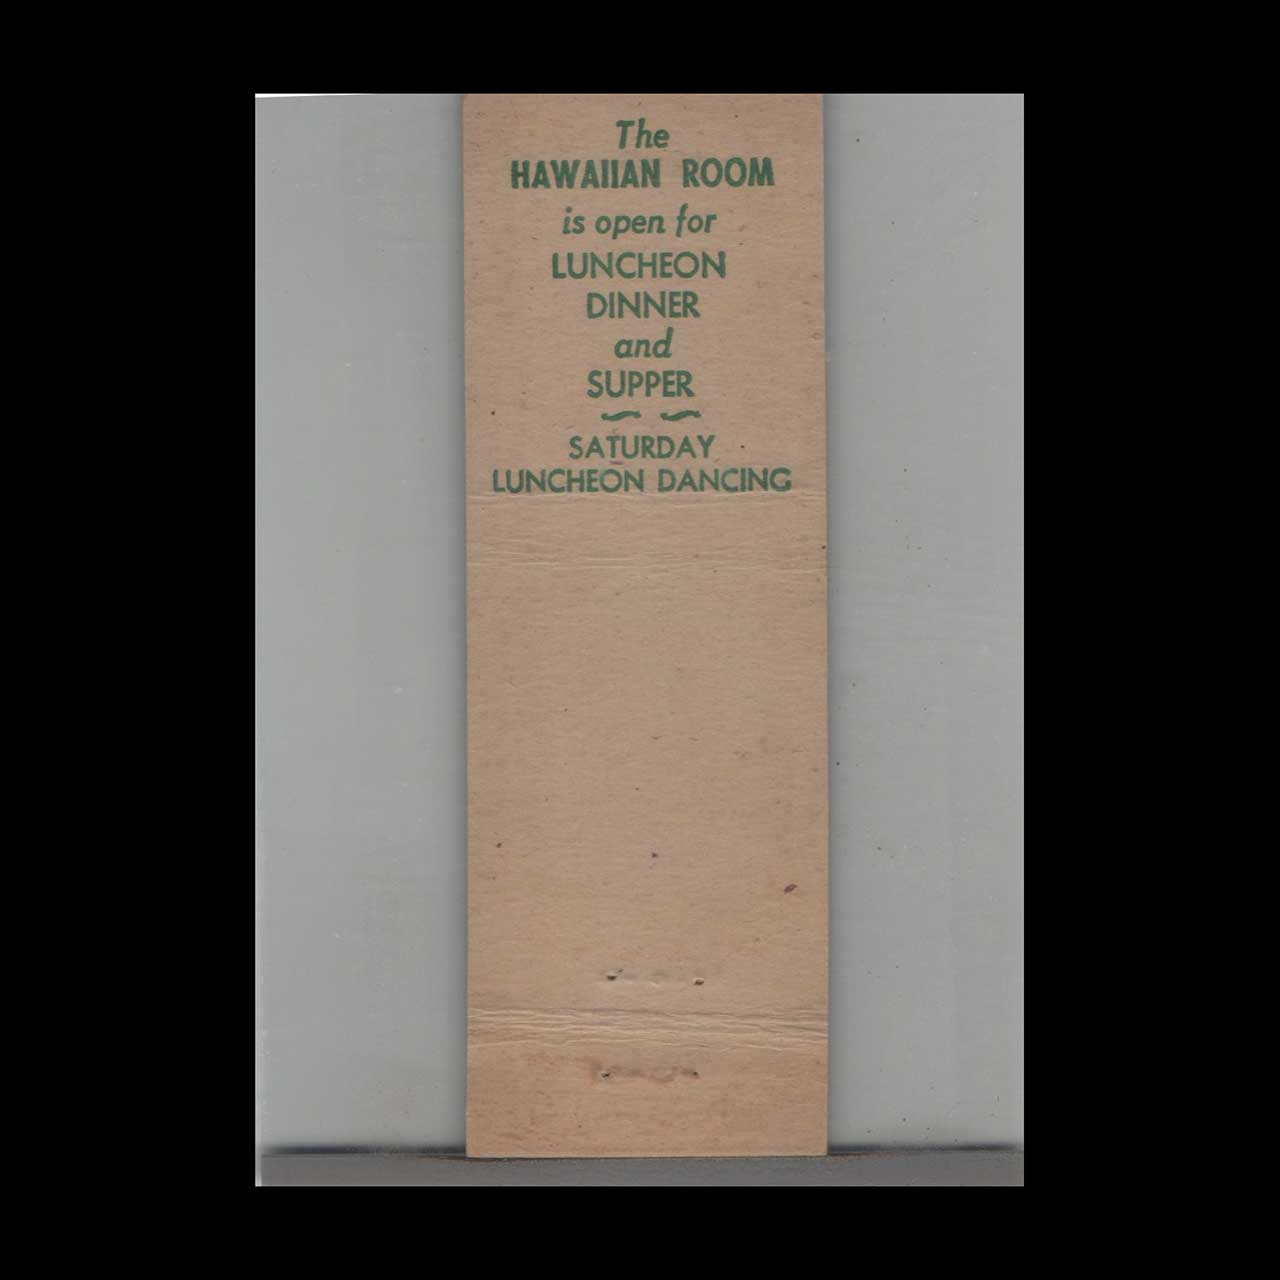 The
HAWAIIAN ROOM
is open for
LUNCHEON
DINNER
and
SUPPER
SATURDAY
LUNCHEON DANCING